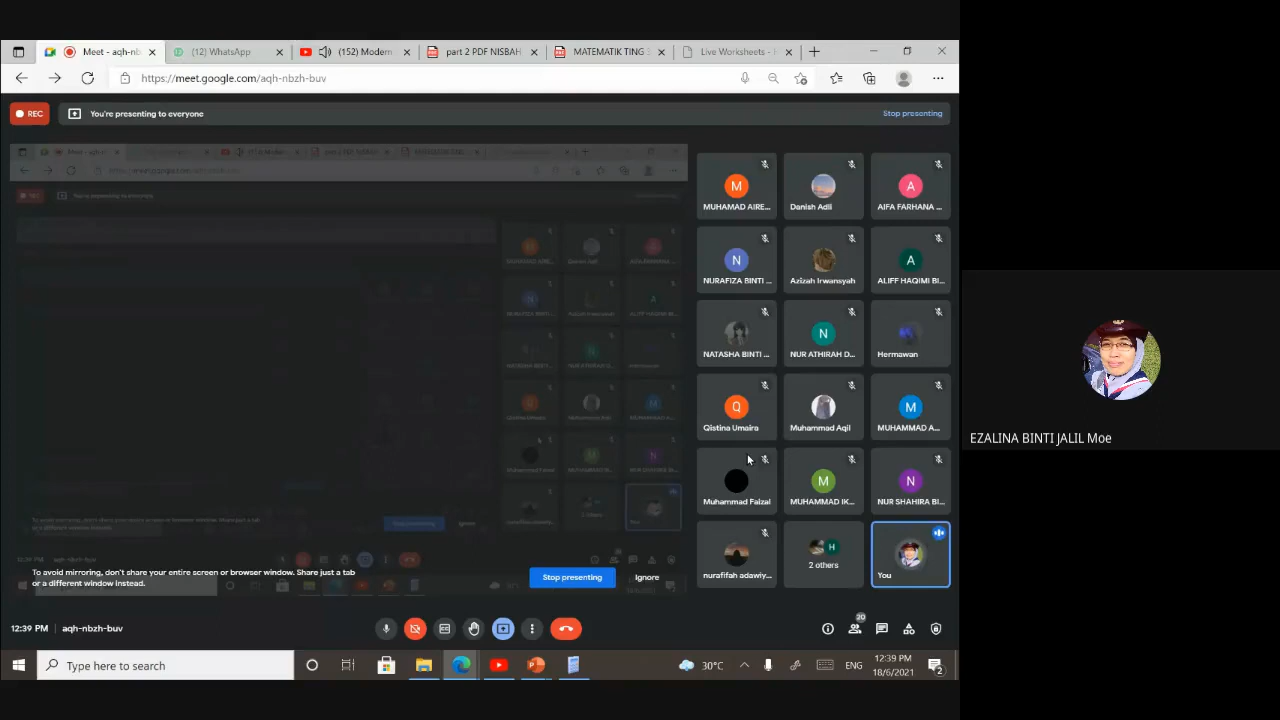 Meet - aqh-nb
(12) WhatsApp
(152) Modern
part 2 PDF NISBAH
MATEMATIK TING
Live Worksheets -
https://meet.google.com/aqh-nbzh-buv
REC
You're presenting to everyone
Stop presenting
MUHAMAD AIRE...
Danish Adli
AIFA FARHANA ...
NURAFIZA BINTI ...
Azizah Irwansyah
ALIFF HAQIMI BI...
NATASHA BINTI ...
NUR ATHIRAH D...
Hermawan
Qistina Umaira
Muhammad Aqil
MUHAMMAD A...
EZALINA BINTI JALIL Moe
Muhammad Faizal
MUHAMMAD IK...
NUR SHAHIRA BI...
nurafifah adawiy...
2 others
You
To avoid mirroring, don't share your entire screen or browser window. Share just a tab
or a different window instead.
Stop presenting
Ignore
12:39 PM | aqh-nbzh-buv
20
Type here to search
30°C
ENG
12:39 PM
18/6/2021
2